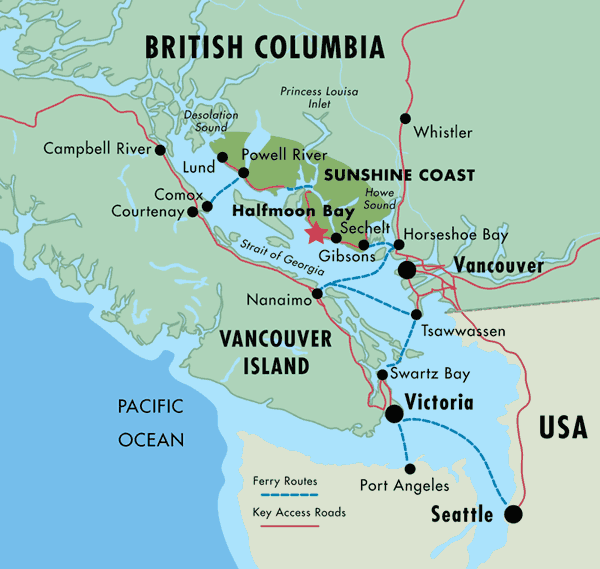 BRITISH COLUMBIA
Princess Louisa
Inlet
Desolation
Sound
Whistler
Campbell River
Powell River
Lund
SUNSHINE COAST
Comox
Howe
Sound
Courtenay
Halfmoon Bay
Sechelt
Horseshoe Bay
Gibsons
Strait of Georgia
Vancouver
Nanaimo
Tsawwassen
VANCOUVER
ISLAND
Swartz Bay
Victoria
PACIFIC
OCEAN
USA
Ferry Routes
Port Angeles
Key Access Roads
Seattle